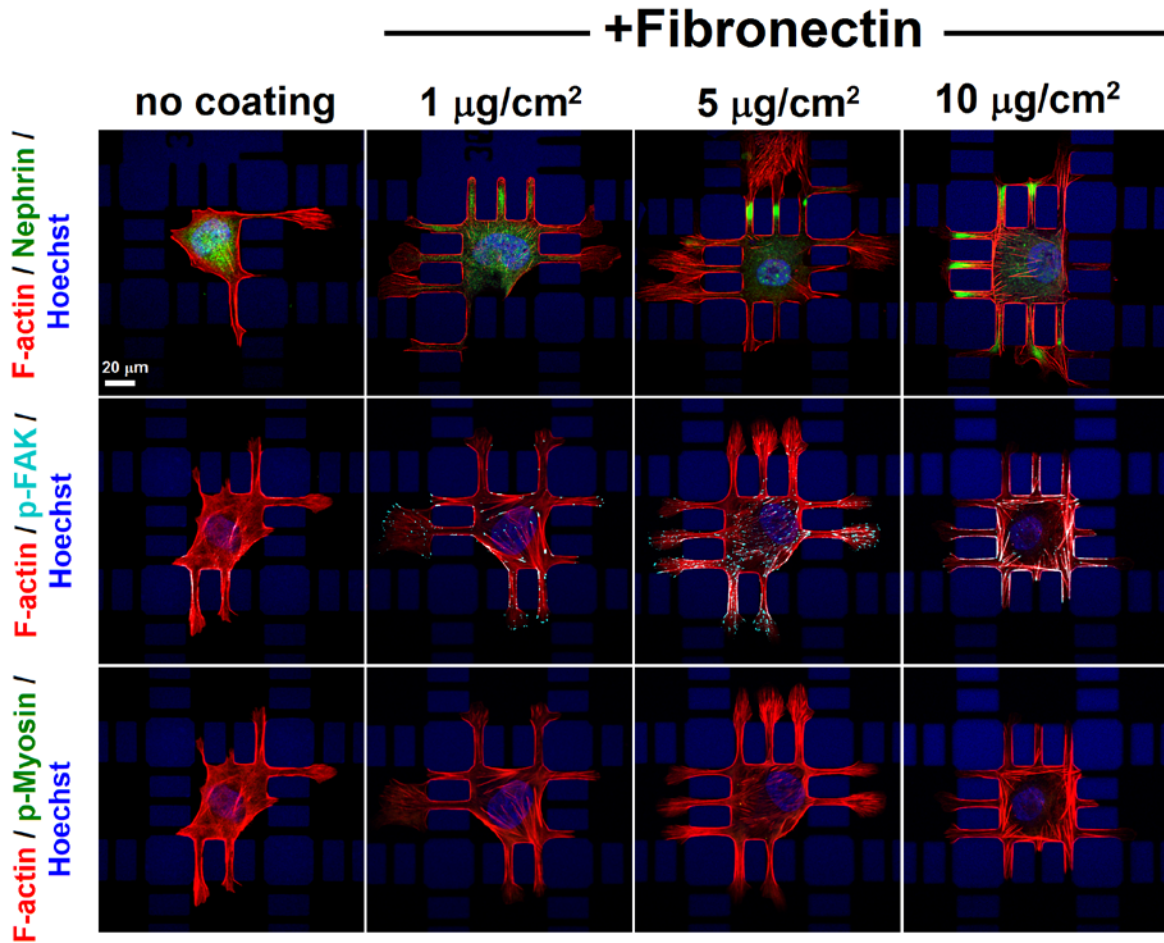 +Fibronectin
no coating
1 μg/cm²
5 μg/cm²
10 μg/cm²
F-actin / Nephrin /
Hoechst
20 μm
F-actin / p-FAK /
Hoechst
F-actin / p-Myosin /
Hoechst